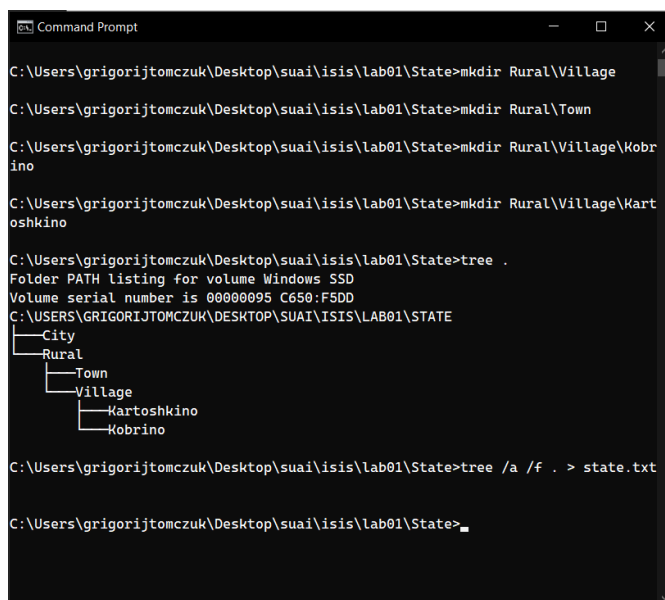 Command Prompt
C:\Users\grigorijtomczuk\Desktop\suai\isis\lab01\State>mkdir Rural\Village
C:\Users\grigorijtomczuk\Desktop\suai\isis\lab01\State>mkdir Rural\Town
C:\Users\grigorijtomczuk\Desktop\suai\isis\lab01\State>mkdir Rural\Village\Kobr
ino
C:\Users\grigorijtomczuk\Desktop\suai\isis\lab01\State>mkdir Rural\Village\Kart
oshkino
C:\Users\grigorijtomczuk\Desktop\suai\isis\lab01\State>tree .
Folder PATH listing for volume Windows SSD
Volume serial number is 00000095 C650:F5DD
C:\USERS\GRIGORIJTOMCZUK\DESKTOP\SUAI\ISIS\LAB01\STATE
├───City
└───Rural
    ├───Town
    └───Village
        ├───Kartoshkino
        └───Kobrino
C:\Users\grigorijtomczuk\Desktop\suai\isis\lab01\State>tree /a /f . > state.txt
C:\Users\grigorijtomczuk\Desktop\suai\isis\lab01\State>